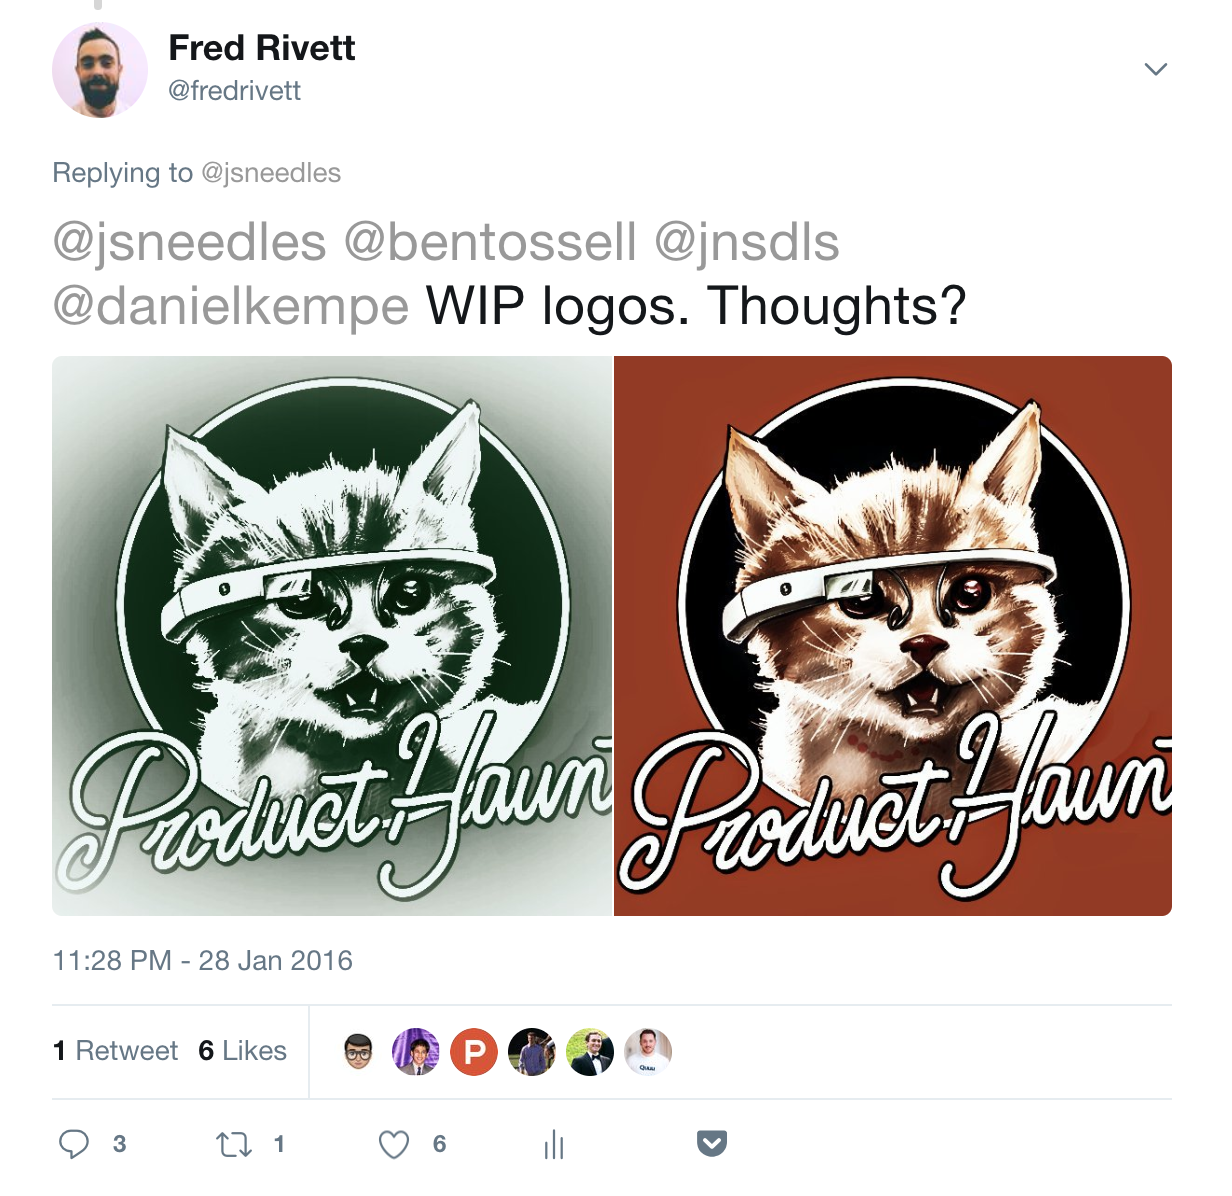 Fred Rivett
@fredrivett
Replying to @jsneedles
@jsneedles @bentossell @jnsdls
@danielkempe WIP logos. Thoughts?
Product Haunt
Product Haunt
11:28 PM - 28 Jan 2016
1 Retweet 6 Likes
P
Quuu
3 1 6